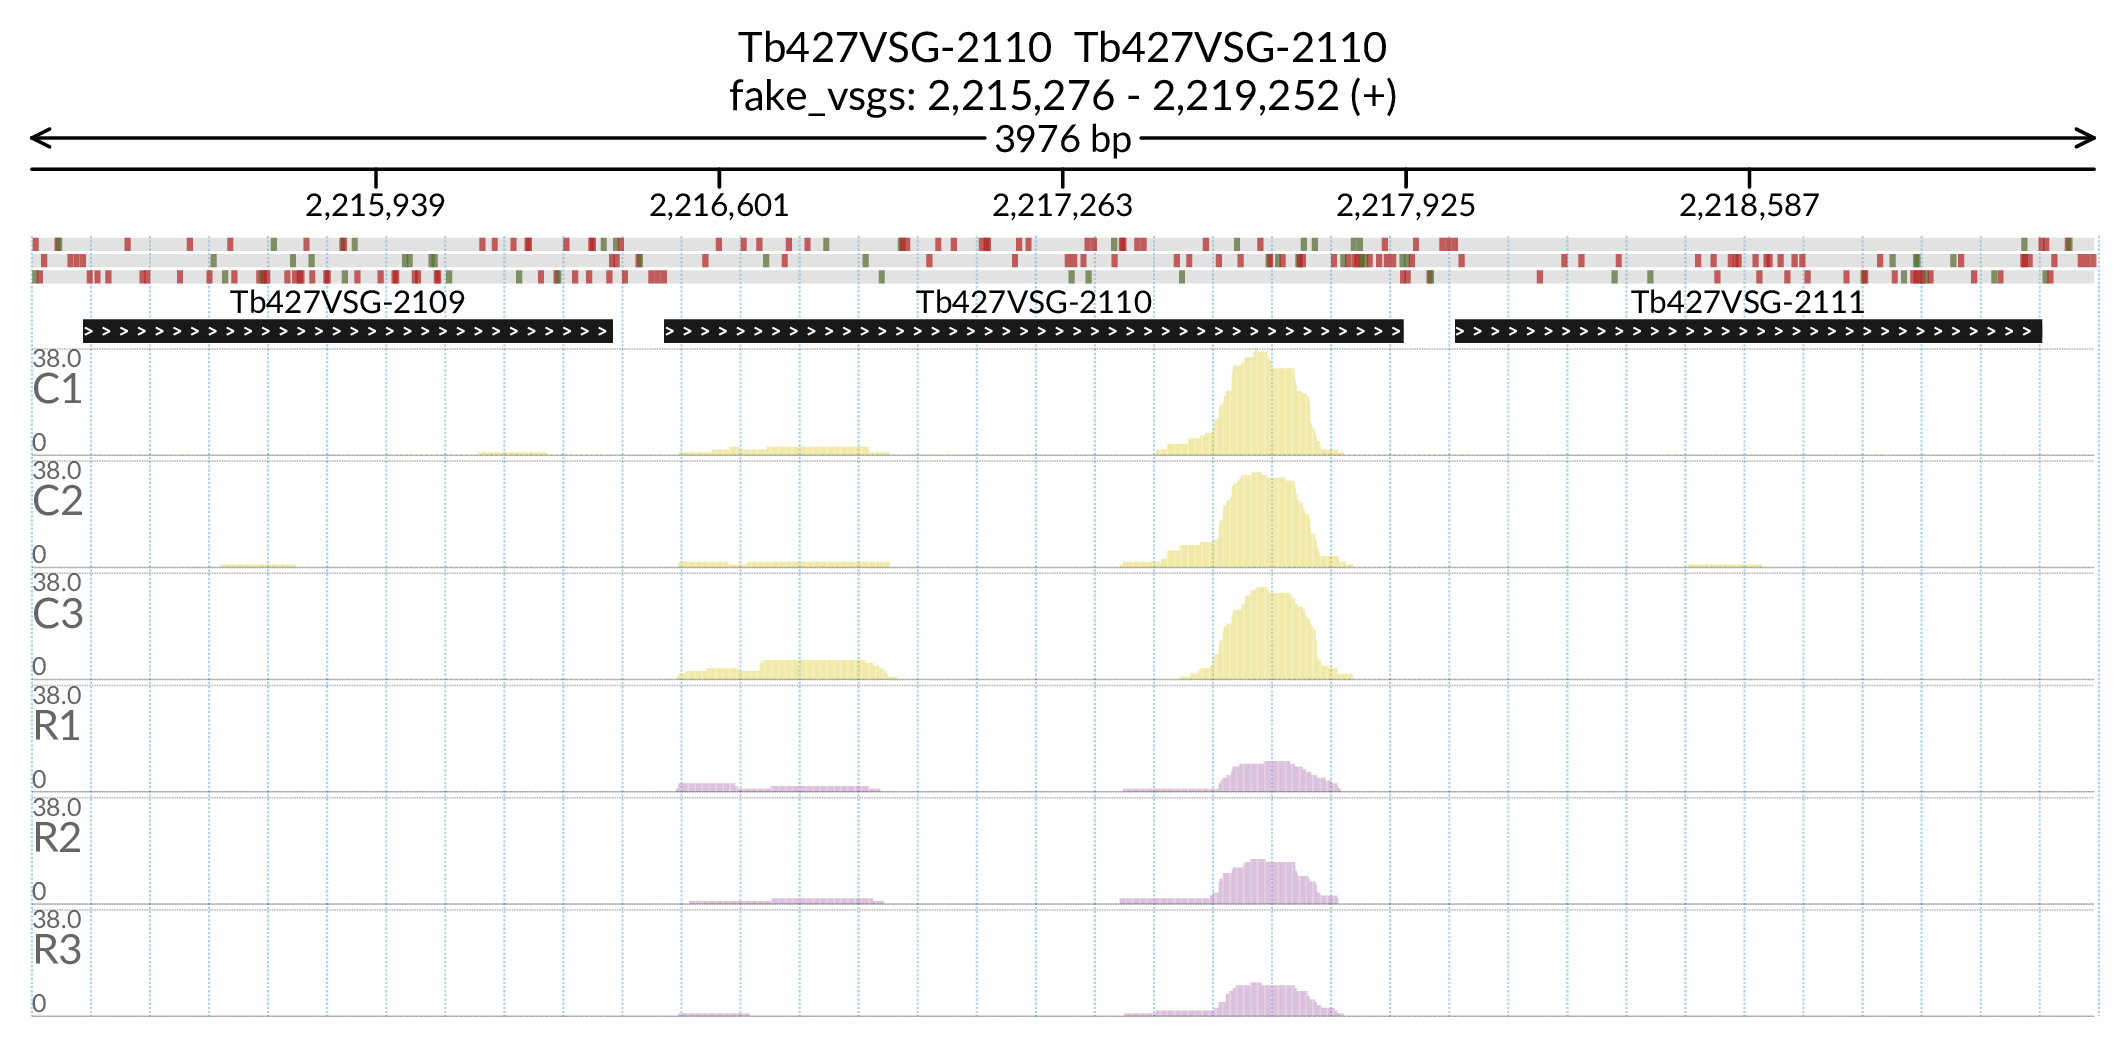 Tb427VSG-2110 Tb427VSG-2110
fake_vsgs: 2,215,276 - 2,219,252 (+)
3976 bp
2,215,939 2,216,601 2,217,263 2,217,925 2,218,587
Tb427VSG-2109 Tb427VSG-2110 Tb427VSG-2111
38.0
C1
0
38.0
C2
0
38.0
C3
0
38.0
R1
0
38.0
R2
0
38.0
R3
0